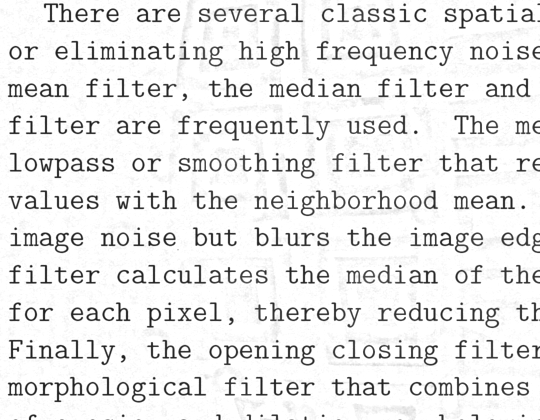 There are several classic spatial
or eliminating high frequency noise
mean filter, the median filter and
filter are frequently used. The me
lowpass or smoothing filter that re
values with the neighborhood mean.
image noise but blurs the image edg
filter calculates the median of the
for each pixel, thereby reducing th
Finally, the opening closing filter
morphological filter that combines